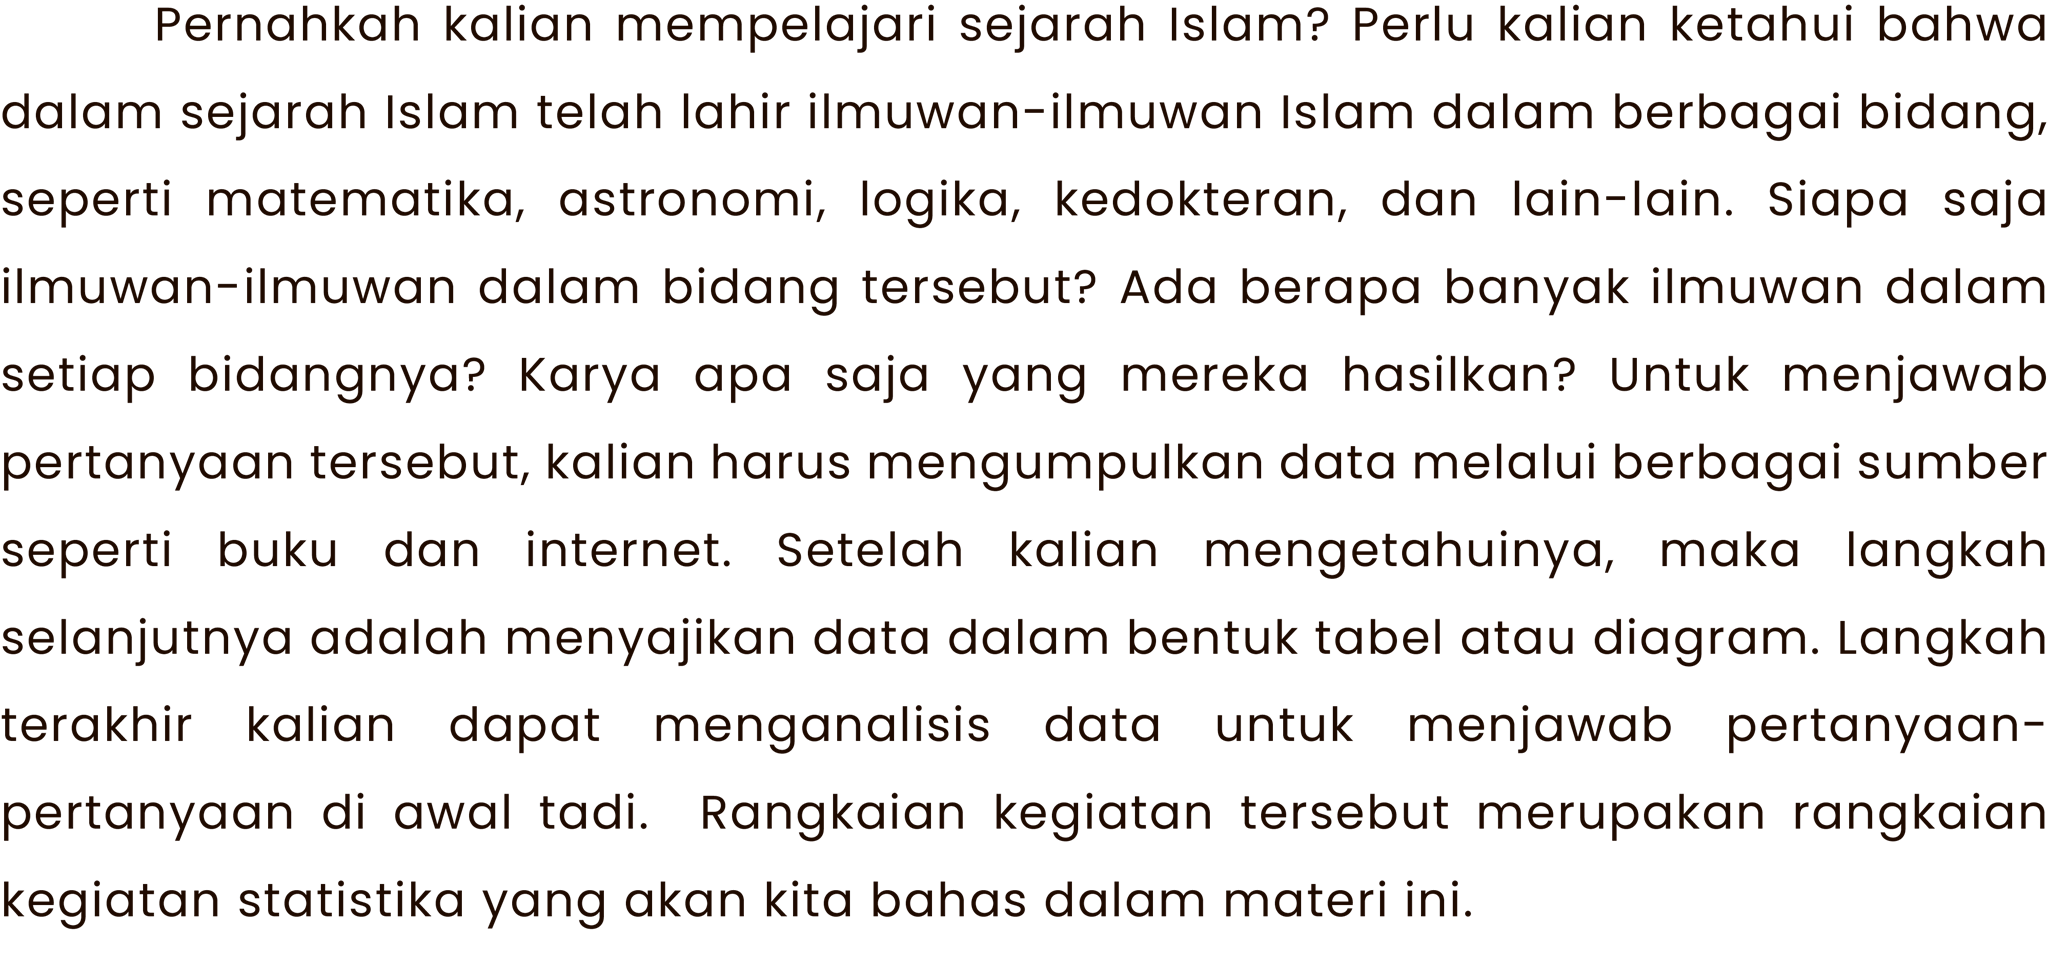 Pernahkah kalian mempelajari sejarah Islam? Perlu kalian ketahui bahwa
dalam sejarah Islam telah lahir ilmuwan-ilmuwan Islam dalam berbagai bidang,
seperti matematika, astronomi, logika, kedokteran, dan lain-lain. Siapa saja
ilmuwan-ilmuwan dalam bidang tersebut? Ada berapa banyak ilmuwan dalam
setiap bidangnya? Karya apa saja yang mereka hasilkan? Untuk menjawab
pertanyaan tersebut, kalian harus mengumpulkan data melalui berbagai sumber
seperti buku dan internet. Setelah kalian mengetahuinya, maka langkah
selanjutnya adalah menyajikan data dalam bentuk tabel atau diagram. Langkah
terakhir kalian dapat menganalisis data untuk menjawab pertanyaan-
pertanyaan di awal tadi. Rangkaian kegiatan tersebut merupakan rangkaian
kegiatan statistika yang akan kita bahas dalam materi ini.